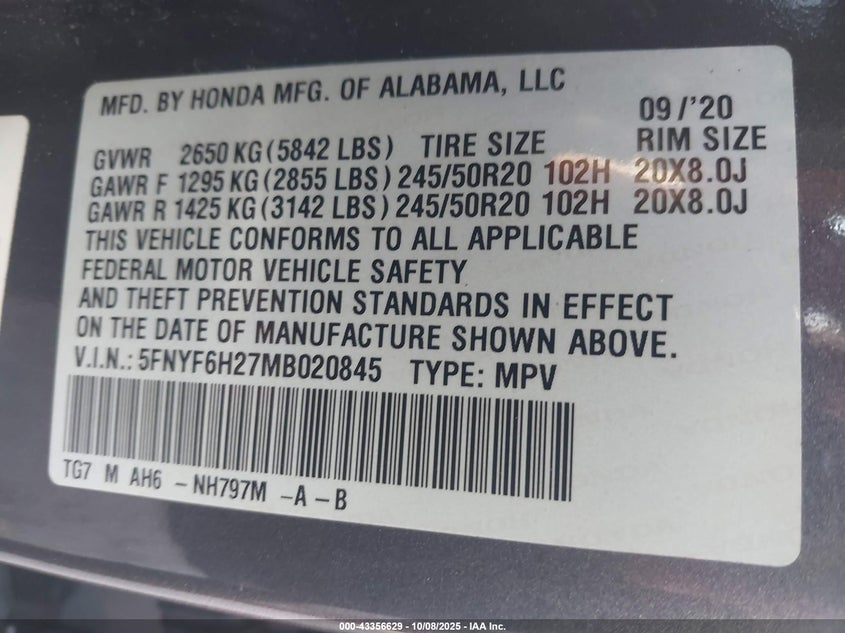 MFD. BY HONDA MFG. OF ALABAMA, LLC
09/'20
GVWR 2650 KG (5842 LBS) TIRE SIZE RIM SIZE
GAWR F 1295 KG (2855 LBS) 245/50R20 102H 20X8.0J
GAWR R 1425 KG (3142 LBS) 245/50R20 102H 20X8.0J
THIS VEHICLE CONFORMS TO ALL APPLICABLE
FEDERAL MOTOR VEHICLE SAFETY
AND THEFT PREVENTION STANDARDS IN EFFECT
ON THE DATE OF MANUFACTURE SHOWN ABOVE.
V.I.N.: 5FNYF6H27MB020845 TYPE: MPV
TG7 M AH6 - NH797M - A - B
000-43356629 - 10/08/2025 - IAA Inc.